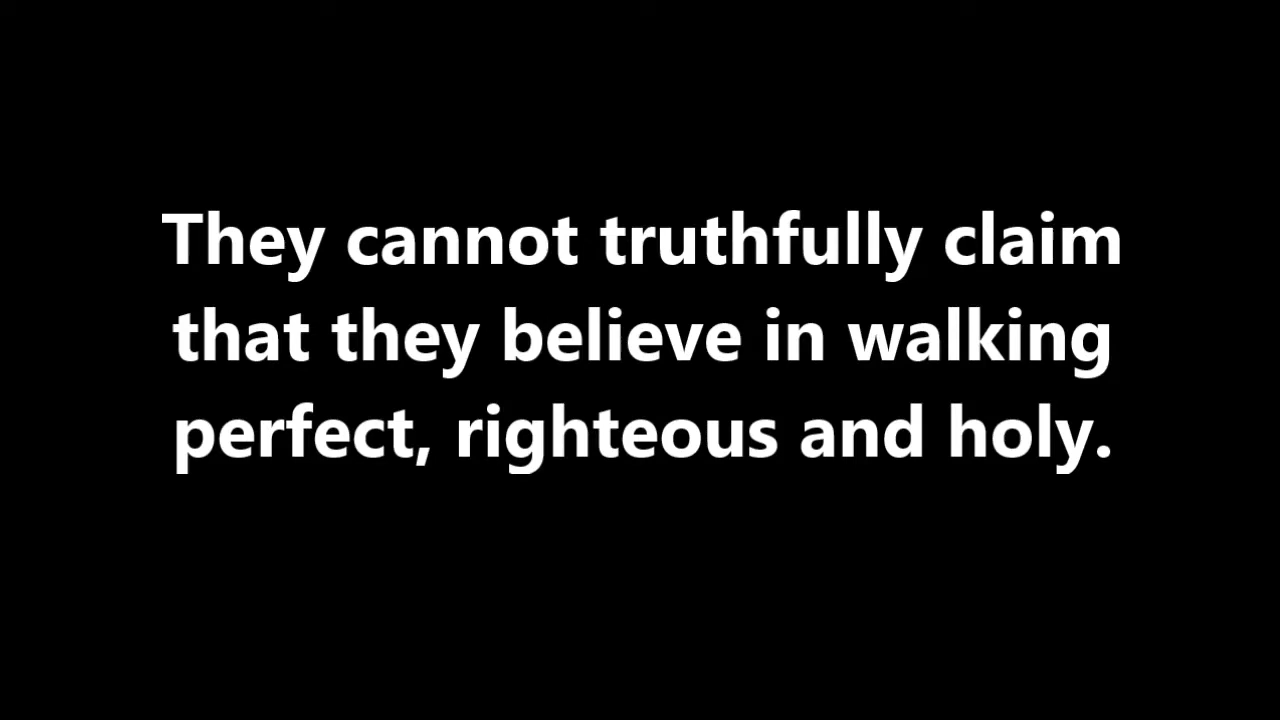 They cannot truthfully claim
that they believe in walking
perfect, righteous and holy.